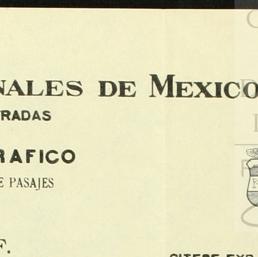 NALES DE MEXICO
RADAS
RAFICO
E PASAJES
F.